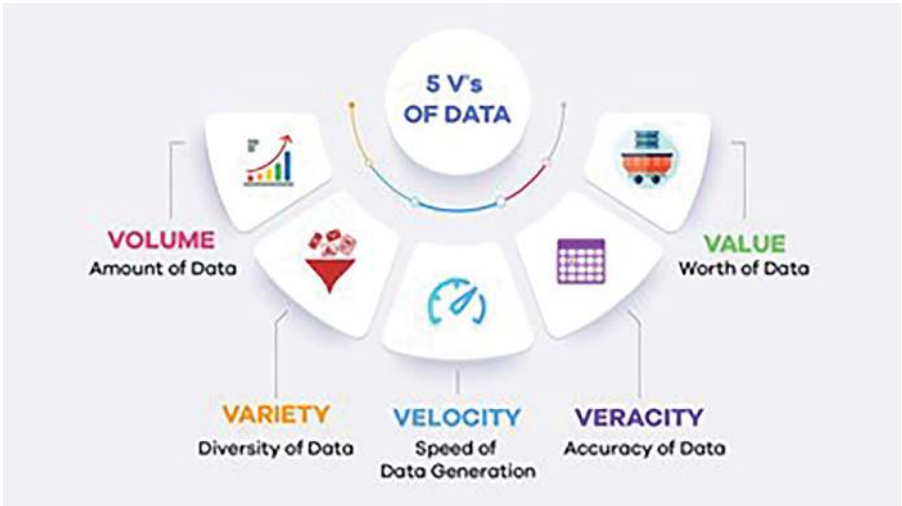 5 V's
OF DATA
VOLUME
Amount of Data
VARIETY
Diversity of Data
VELOCITY
Speed of
Data Generation
VERACITY
Accuracy of Data
VALUE
Worth of Data